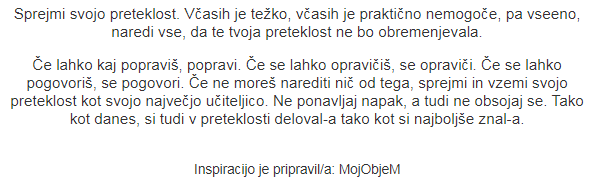 Sprejmi svojo preteklost. Včasih je težko, včasih je praktično nemogoče, pa vseeno,
naredi vse, da te tvoja preteklost ne bo obremenjevala.
Če lahko kaj popraviš, popravi. Če se lahko opravičiš, se opraviči. Če se lahko
pogovoriš, se pogovori. Če ne moreš narediti nič od tega, sprejmi in vzemi svojo
preteklost kot svojo največjo učiteljico. Ne ponavljaj napak, a tudi ne obsojaj se. Tako
kot danes, si tudi v preteklosti deloval-a tako kot si najboljše znal-a.
Inspiracijo je pripravil/a: MojObjeM